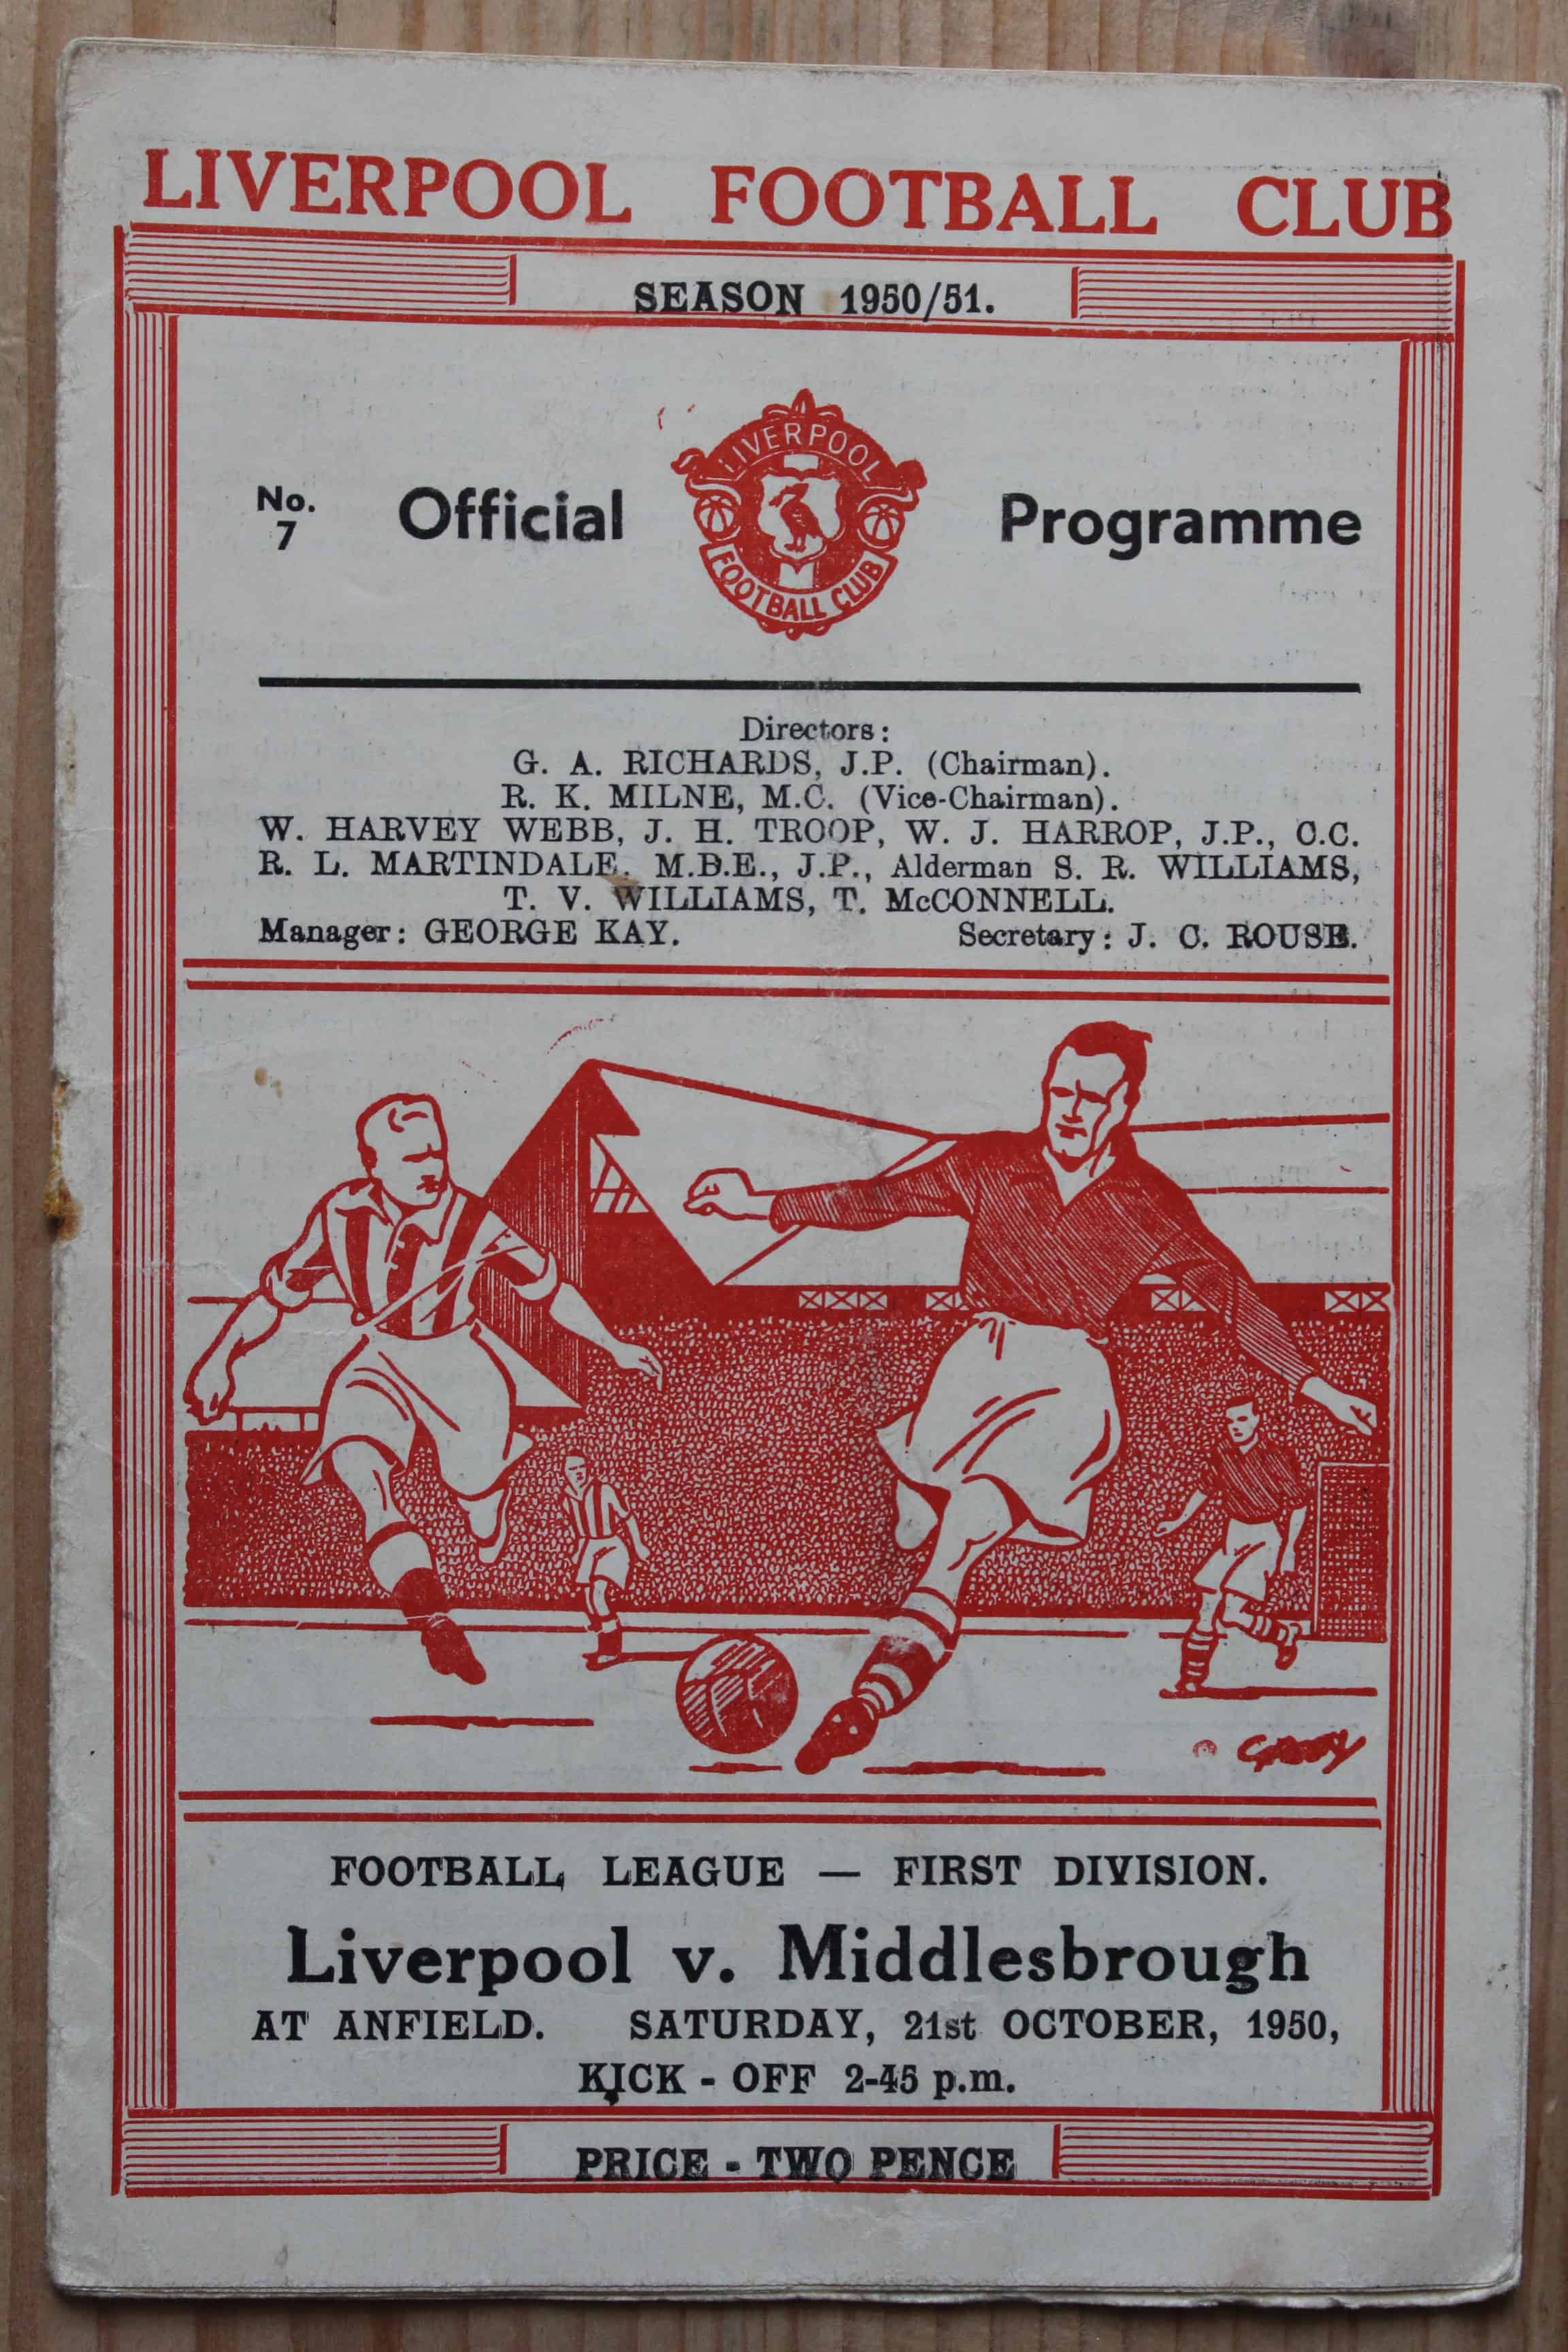 LIVERPOOL FOOTBALL CLUB
SEASON 1950/51.
No.
7
Official Programme
LIVERPOOL
FOOTBALL CLUB
Directors:
G. A. RICHARDS, J.P. (Chairman).
R. K. MILNE, M.C. (Vice-Chairman).
W. HARVEY WEBB, J. H. TROOP, W. J. HARROP, J.P., C.C.
R. L. MARTINDALE, M.B.E., J.P., Alderman S. R. WILLIAMS,
T. V. WILLIAMS, T. McCONNELL.
Manager: GEORGE KAY. Secretary: J. C. ROUSE.
FOOTBALL LEAGUE — FIRST DIVISION.
Liverpool v. Middlesbrough
AT ANFIELD. SATURDAY, 21st OCTOBER, 1950,
KICK - OFF 2-45 p.m.
PRICE - TWO PENCE